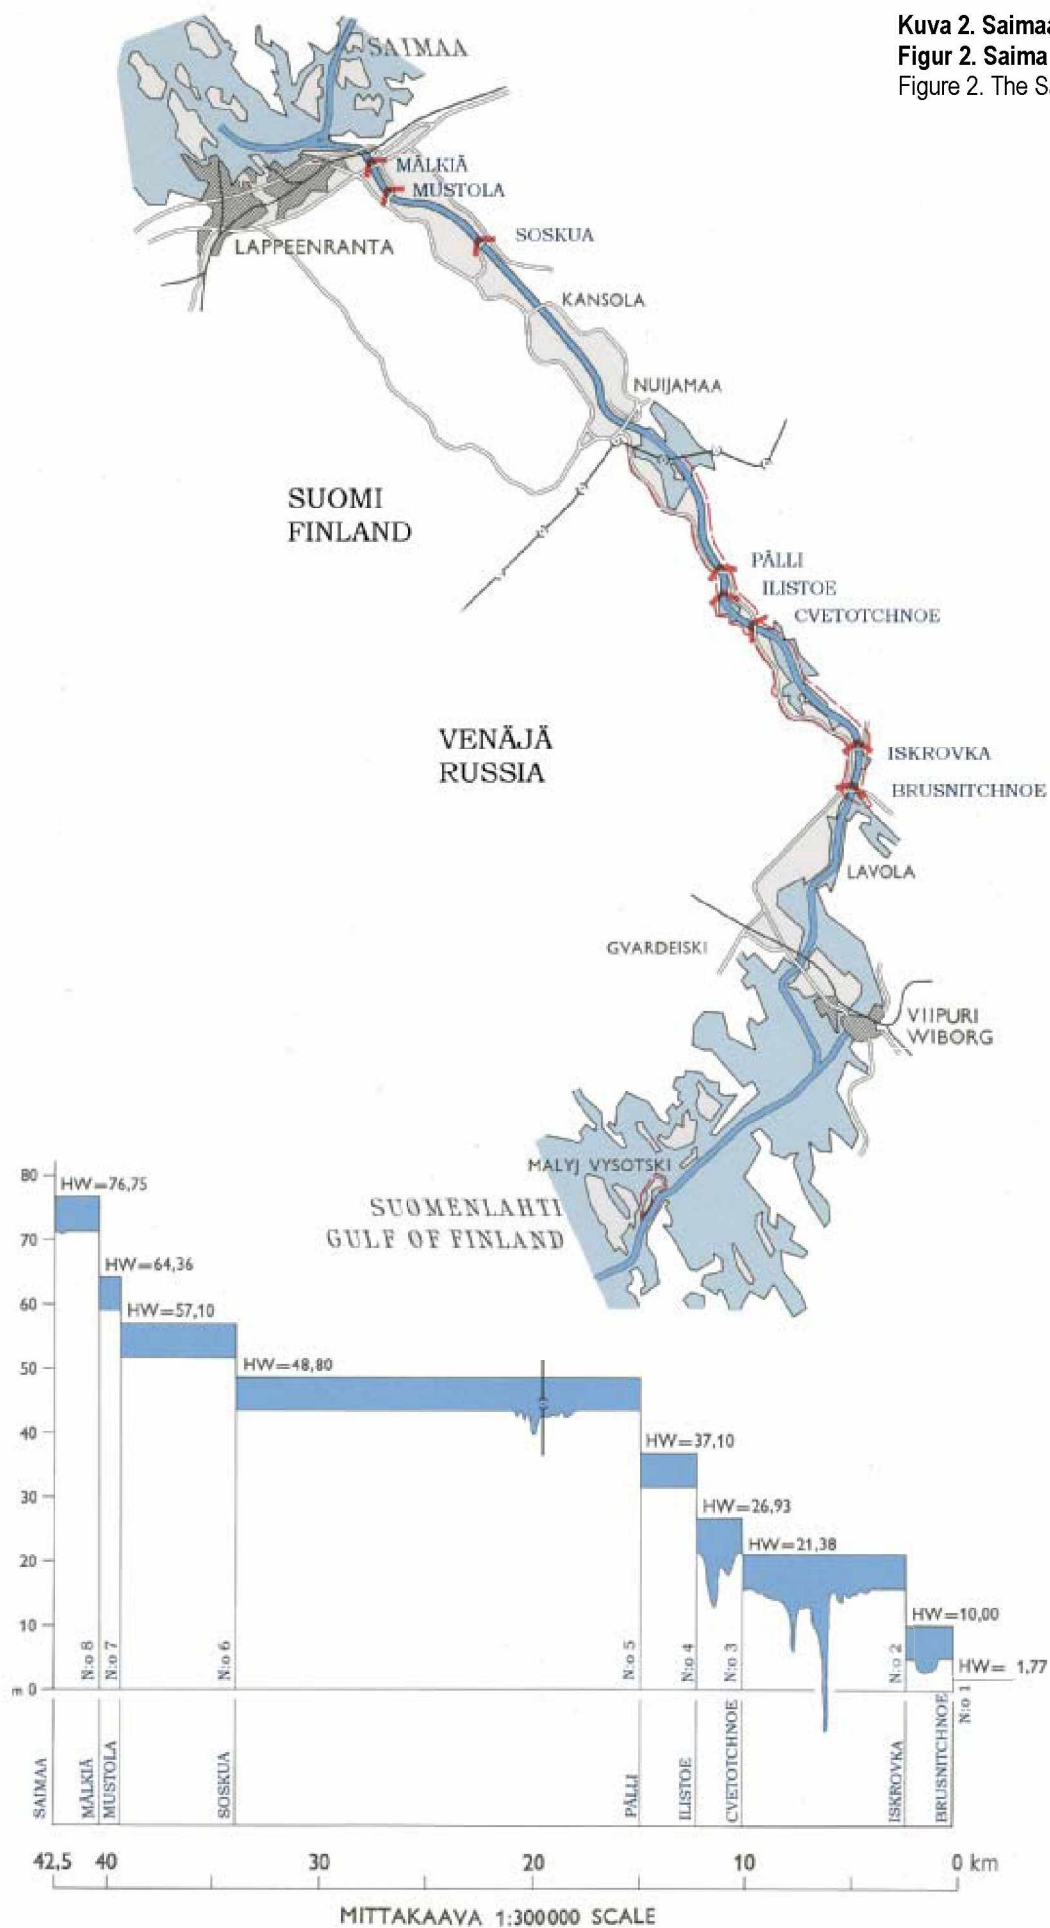 Kuva 2. Saimaa
Figur 2. Saima
Figure 2. The S
SAIMAA
MÄLKIÄ
MUSTOLA
SOSKUA
LAPPEENRANTA
KANSOLA
NUIJAMAA
SUOMI
FINLAND
PÄLLI
ILISTOE
CVETOTCHNOE
VENÄJÄ
RUSSIA
ISKROVKA
BRUSNITCHNOE
LAVOLA
GVARDEISKI
VIIPURI
WIBORG
MALYJ VYSOTSKI
SUOMENLAHTI
GULF OF FINLAND
80
HW=76,75
70
HW=64,36
60
HW=57,10
50
HW=48,80
40
HW=37,10
30
HW=26,93
20
HW=21,38
10
HW=10,00
HW= 1,77
m 0
N:o 8
N:o 7
N:o 6
N:o 5
N:o 4
N:o 3
N:o 2
N:o 1
SAIMAA
MÄLKIÄ
MUSTOLA
SOSKUA
PÄLLI
ILISTOE
CVETOTCHNOE
ISKROVKA
BRUSNITCHNOE
42,5 40 30 20 10 0 km
MITTAKAAVA 1:300000 SCALE